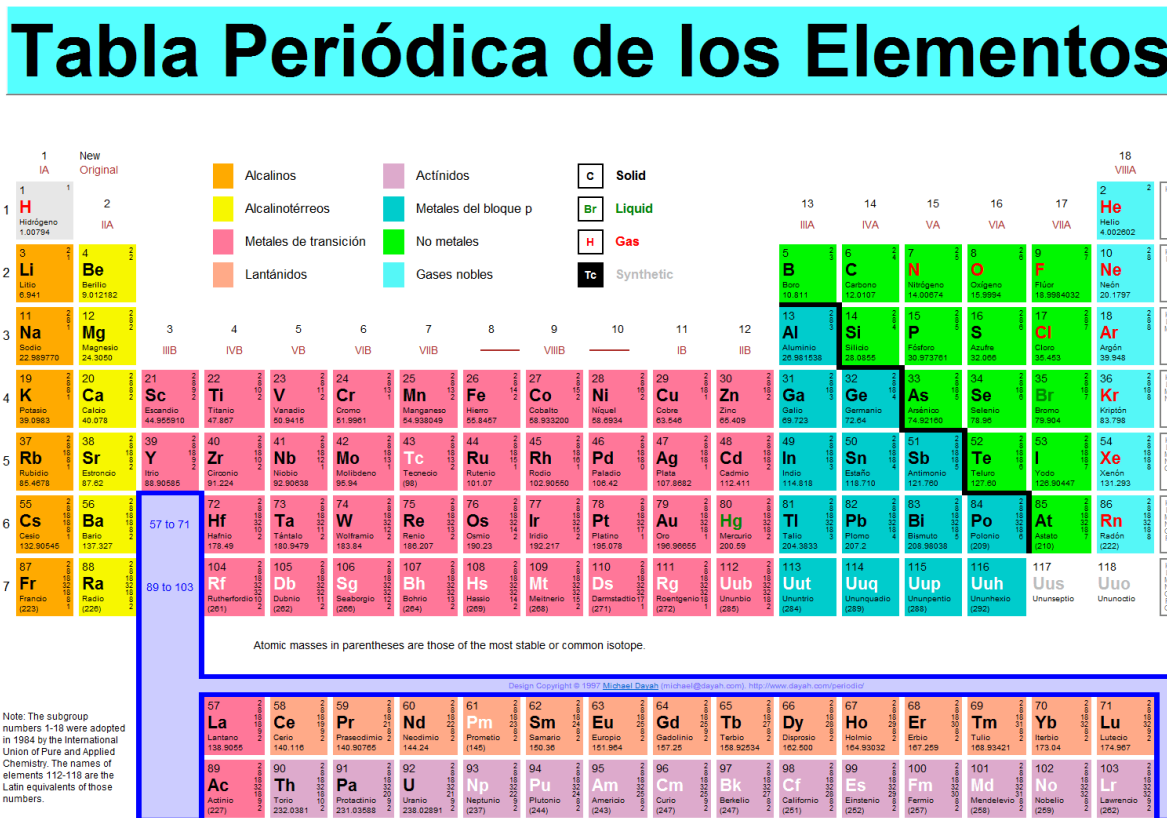 Tabla Periódica de los Elementos
1 New 18
IA Original VIIIA
Alcalinos Actínidos C Solid
Alcalinotérreos Metales del bloque p Br Liquid
Metales de transición No metales H Gas
Lantánidos Gases nobles Tc Synthetic
2 13 14 15 16 17
IIA IIIA IVA VA VIA VIIA
3 4 5 6 7 8 9 10 11 12
IIIB IVB VB VIB VIIB VIIIB IB IIB
1
1 2
H He
Hidrógeno Helio
1.00794 4.002602
2
3 4 5 6 7 8 9 10
Li Be B C N O F Ne
Litio Berilio Boro Carbono Nitrógeno Oxígeno Flúor Neón
6.941 9.012182 10.811 12.0107 14.00674 15.9994 18.9984032 20.1797
3
11 12 13 14 15 16 17 18
Na Mg Al Si P S Cl Ar
Sodio Magnesio Aluminio Silicio Fósforo Azufre Cloro Argón
22.989770 24.3050 26.981538 28.0855 30.973761 32.066 35.453 39.948
4
19 20 21 22 23 24 25 26 27 28 29 30 31 32 33 34 35 36
K Ca Sc Ti V Cr Mn Fe Co Ni Cu Zn Ga Ge As Se Br Kr
Potasio Calcio Escandio Titanio Vanadio Cromo Manganeso Hierro Cobalto Níquel Cobre Zinc Galio Germanio Arsénico Selenio Bromo Kriptón
39.0983 40.078 44.955910 47.867 50.9415 51.9961 54.938049 55.8457 58.933200 58.6934 63.546 65.409 69.723 72.64 74.92160 78.96 79.904 83.798
5
37 38 39 40 41 42 43 44 45 46 47 48 49 50 51 52 53 54
Rb Sr Y Zr Nb Mo Tc Ru Rh Pd Ag Cd In Sn Sb Te I Xe
Rubidio Estroncio Itrio Circonio Niobio Molibdeno Tecnecio Rutenio Rodio Paladio Plata Cadmio Indio Estaño Antimonio Teluro Yodo Xenón
85.4678 87.62 88.90585 91.224 92.90638 95.94 (98) 101.07 102.90550 106.42 107.8682 112.411 114.818 118.710 121.760 127.60 126.90447 131.293
6
55 56 57 to 71 72 73 74 75 76 77 78 79 80 81 82 83 84 85 86
Cs Ba Hf Ta W Re Os Ir Pt Au Hg Tl Pb Bi Po At Rn
Cesio Bario Hafnio Tántalo Wolframio Renio Osmio Iridio Platino Oro Mercurio Talio Plomo Bismuto Polonio Astato Radón
132.90545 137.327 178.49 180.9479 183.84 186.207 190.23 192.217 195.078 196.96655 200.59 204.3833 207.2 208.98038 (209) (210) (222)
7
87 88 89 to 103 104 105 106 107 108 109 110 111 112 113 114 115 116 117 118
Fr Ra Rf Db Sg Bh Hs Mt Ds Rg Uub Uut Uuq Uup Uuh Uus Uuo
Francio Radio Rutherfordio Dubnio Seaborgio Bohrio Hassio Meitnerio Darmstadtio Roentgenio Ununbio Ununtrio Ununquadio Ununpentio Ununhexio Ununseptio Ununoctio
(223) (226) (261) (262) (266) (264) (269) (268) (271) (272) (285) (284) (289) (288) (292)
Atomic masses in parentheses are those of the most stable or common isotope.
Design Copyright © 1997 Michael Dayah (michael@dayah.com). http://www.dayah.com/periodic/
Note: The subgroup
numbers 1-18 were adopted
in 1984 by the International
Union of Pure and Applied
Chemistry. The names of
elements 112-118 are the
Latin equivalents of those
numbers.
57 58 59 60 61 62 63 64 65 66 67 68 69 70 71
La Ce Pr Nd Pm Sm Eu Gd Tb Dy Ho Er Tm Yb Lu
Lantano Cerio Praseodimio Neodimio Prometio Samario Europio Gadolinio Terbio Disprosio Holmio Erbio Tulio Iterbio Lutecio
138.9055 140.116 140.90765 144.24 (145) 150.36 151.964 157.25 158.92534 162.500 164.93032 167.259 168.93421 173.04 174.967
89 90 91 92 93 94 95 96 97 98 99 100 101 102 103
Ac Th Pa U Np Pu Am Cm Bk Cf Es Fm Md No Lr
Actinio Torio Protactinio Uranio Neptunio Plutonio Americio Curio Berkelio Californio Einstenio Fermio Mendelevio Nobelio Lawrencio
(227) 232.0381 231.03588 238.02891 (237) (244) (243) (247) (247) (251) (252) (257) (258) (259) (262)